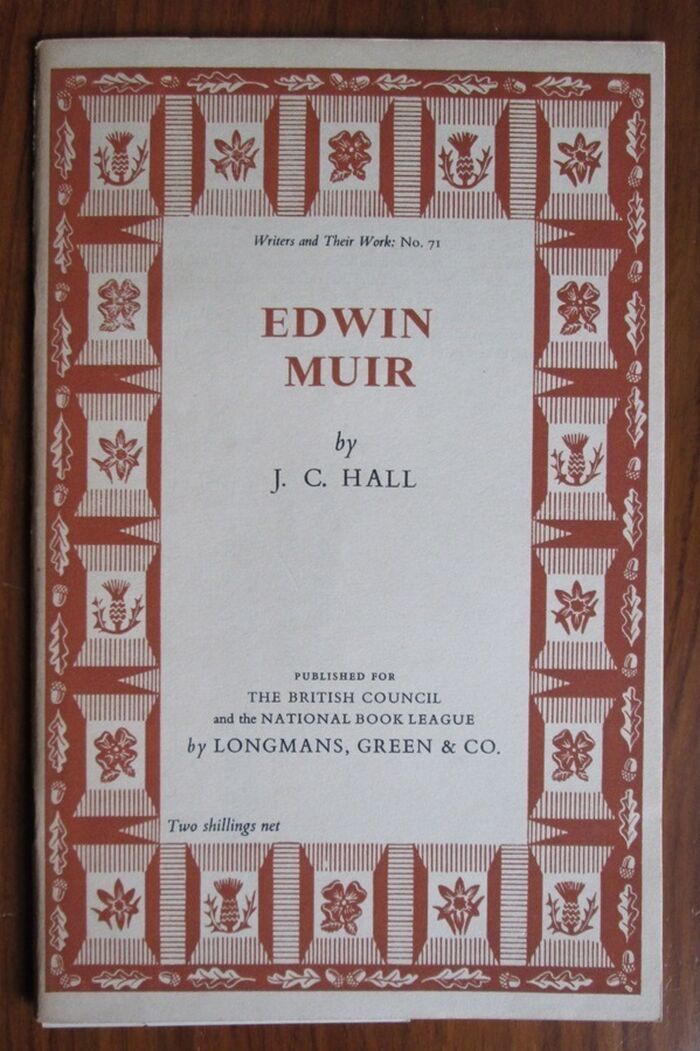 Writers and Their Work: No. 71
EDWIN
MUIR
by
J. C. HALL
PUBLISHED FOR
THE BRITISH COUNCIL
and the NATIONAL BOOK LEAGUE
by LONGMANS, GREEN & CO.
Two shillings net